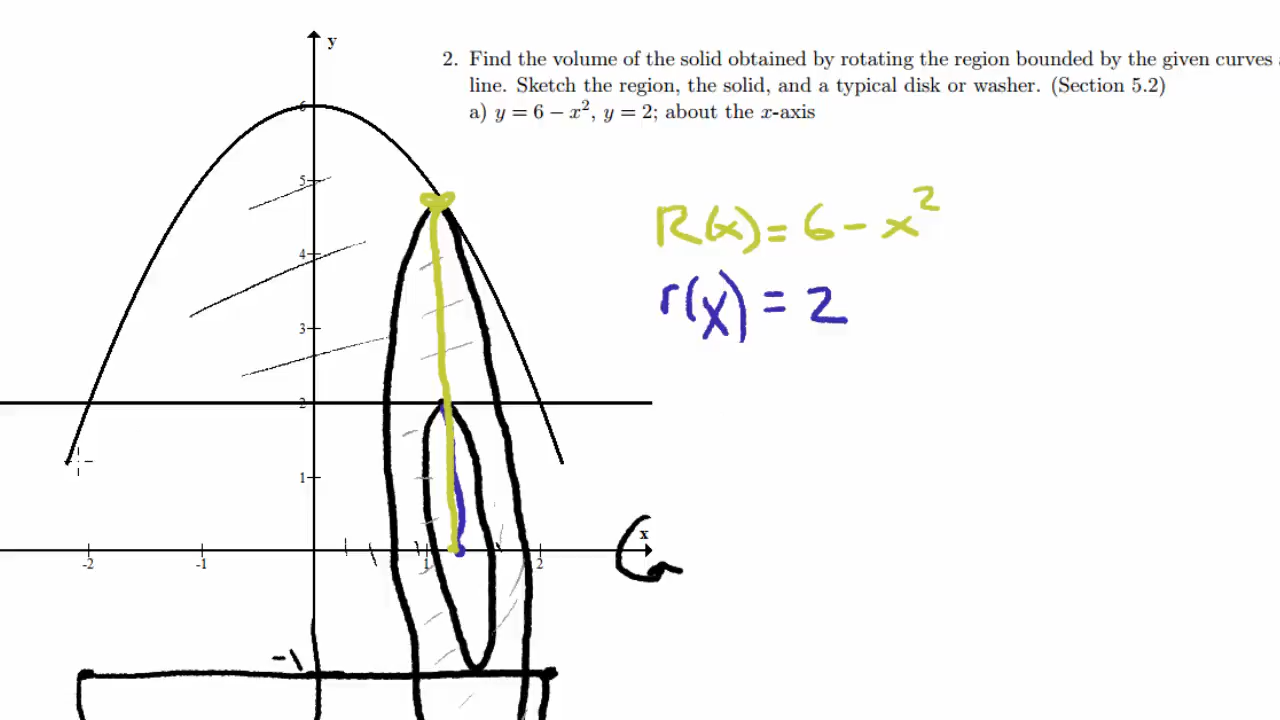 y
2. Find the volume of the solid obtained by rotating the region bounded by the given curves
line. Sketch the region, the solid, and a typical disk or washer. (Section 5.2)
a) y = 6 − x², y = 2; about the x-axis
6
5
4
3
2
1
R(x) = 6 − x²
r(x) = 2
x
-2 -1 1 2
-1